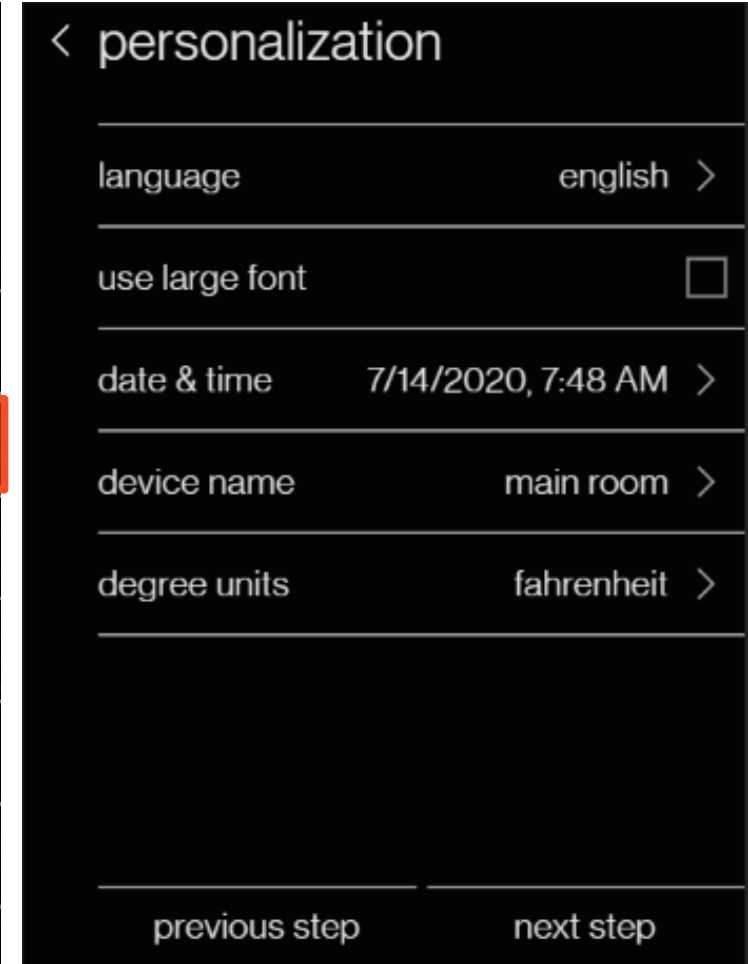 < personalization
language english >
use large font
date & time 7/14/2020, 7:48 AM >
device name main room >
degree units fahrenheit >
previous step next step